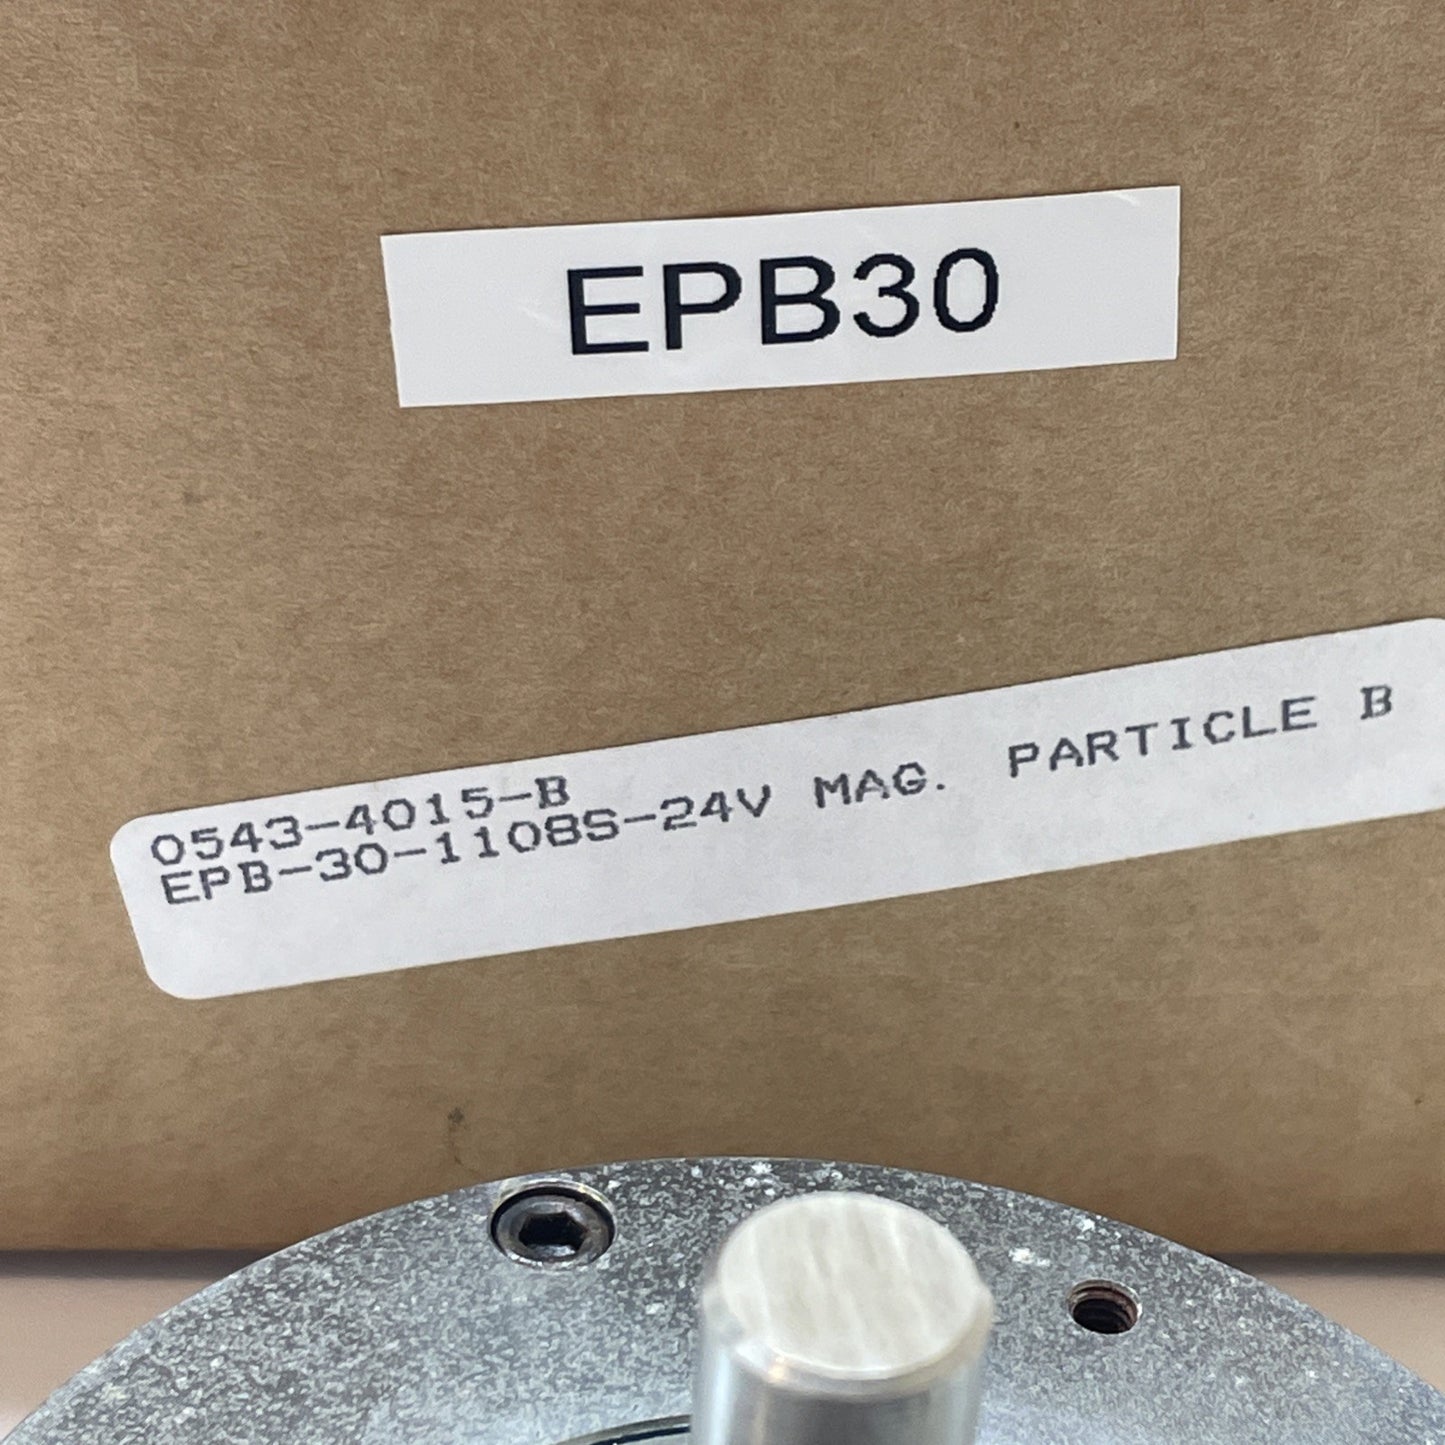 EPB30
0543-4015-B
EPB-30-1108S-24V MAG. PARTICLE B